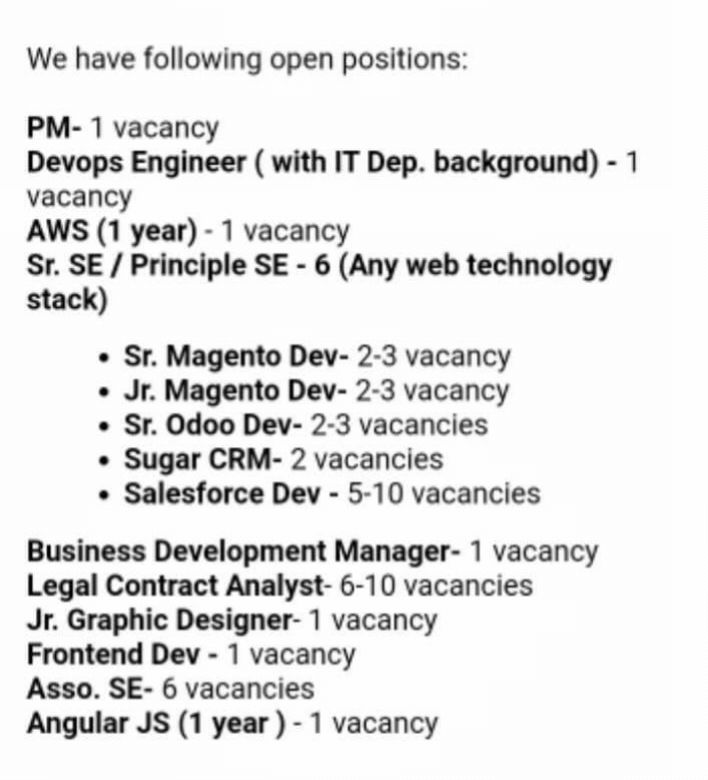 We have following open positions:
PM- 1 vacancy
Devops Engineer ( with IT Dep. background) - 1
vacancy
AWS (1 year) - 1 vacancy
Sr. SE / Principle SE - 6 (Any web technology
stack)
• Sr. Magento Dev- 2-3 vacancy
• Jr. Magento Dev- 2-3 vacancy
• Sr. Odoo Dev- 2-3 vacancies
• Sugar CRM- 2 vacancies
• Salesforce Dev - 5-10 vacancies
Business Development Manager- 1 vacancy
Legal Contract Analyst- 6-10 vacancies
Jr. Graphic Designer- 1 vacancy
Frontend Dev - 1 vacancy
Asso. SE- 6 vacancies
Angular JS (1 year ) - 1 vacancy